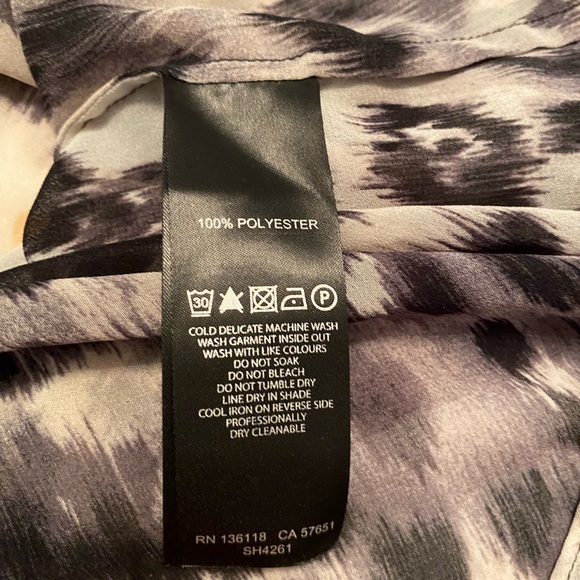 100% POLYESTER
30 P
COLD DELICATE MACHINE WASH
WASH GARMENT INSIDE OUT
WASH WITH LIKE COLOURS
DO NOT SOAK
DO NOT BLEACH
DO NOT TUMBLE DRY
LINE DRY IN SHADE
COOL IRON ON REVERSE SIDE
PROFESSIONALLY
DRY CLEANABLE
RN 136118 CA 57651
SH4261